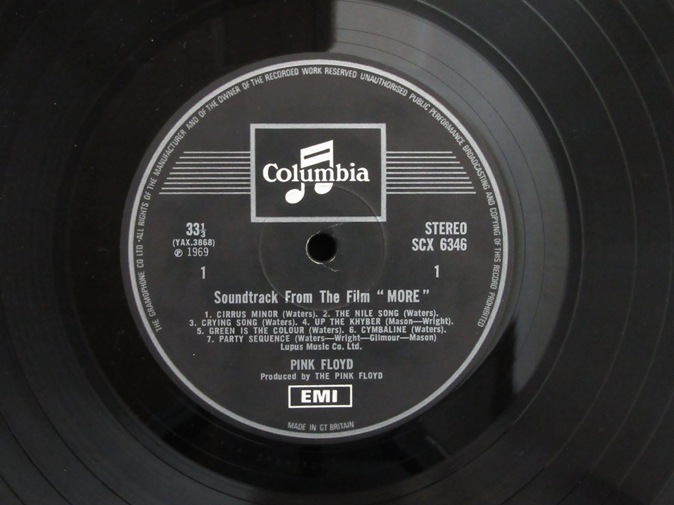 THE GRAMOPHONE CO LTD · ALL RIGHTS OF THE MANUFACTURER AND OF THE OWNER OF THE RECORDED WORK RESERVED UNAUTHORISED PUBLIC PERFORMANCE BROADCASTING AND COPYING OF THIS RECORD PROHIBITED
Columbia
33⅓
(YAX.3868)
℗ 1969
1
STEREO
SCX 6346
1
Soundtrack From The Film "MORE"
1. CIRRUS MINOR (Waters). 2. THE NILE SONG (Waters).
3. CRYING SONG (Waters). 4. UP THE KHYBER (Mason—Wright).
5. GREEN IS THE COLOUR (Waters). 6. CYMBALINE (Waters).
7. PARTY SEQUENCE (Waters—Wright—Gilmour—Mason)
Lupus Music Co. Ltd.
PINK FLOYD
Produced by THE PINK FLOYD
EMI
MADE IN GT BRITAIN